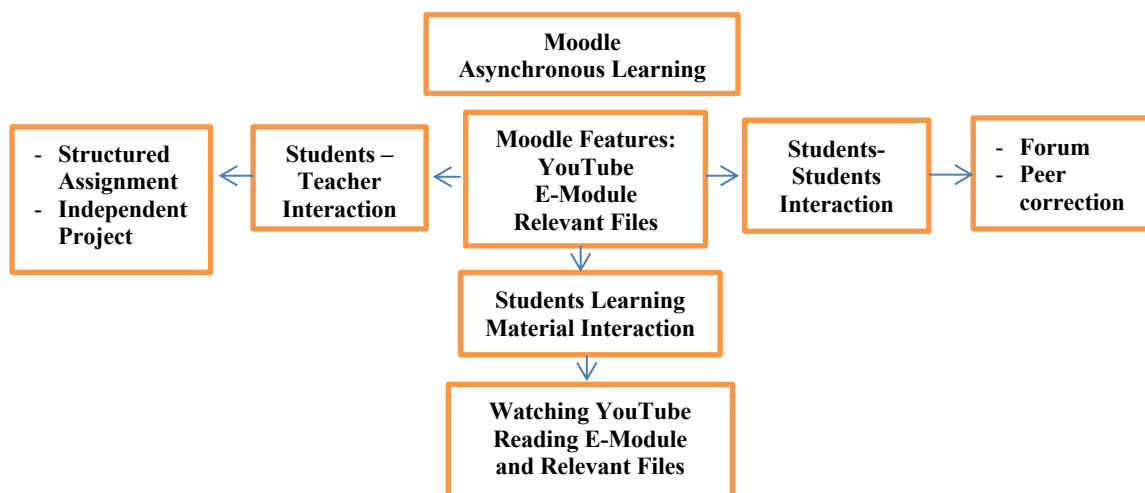 Moodle
Asynchronous Learning
- Structured
Assignment
- Independent
Project
Students –
Teacher
Interaction
Moodle Features:
YouTube
E-Module
Relevant Files
Students-
Students
Interaction
- Forum
- Peer
correction
Students Learning
Material Interaction
Watching YouTube
Reading E-Module
and Relevant Files